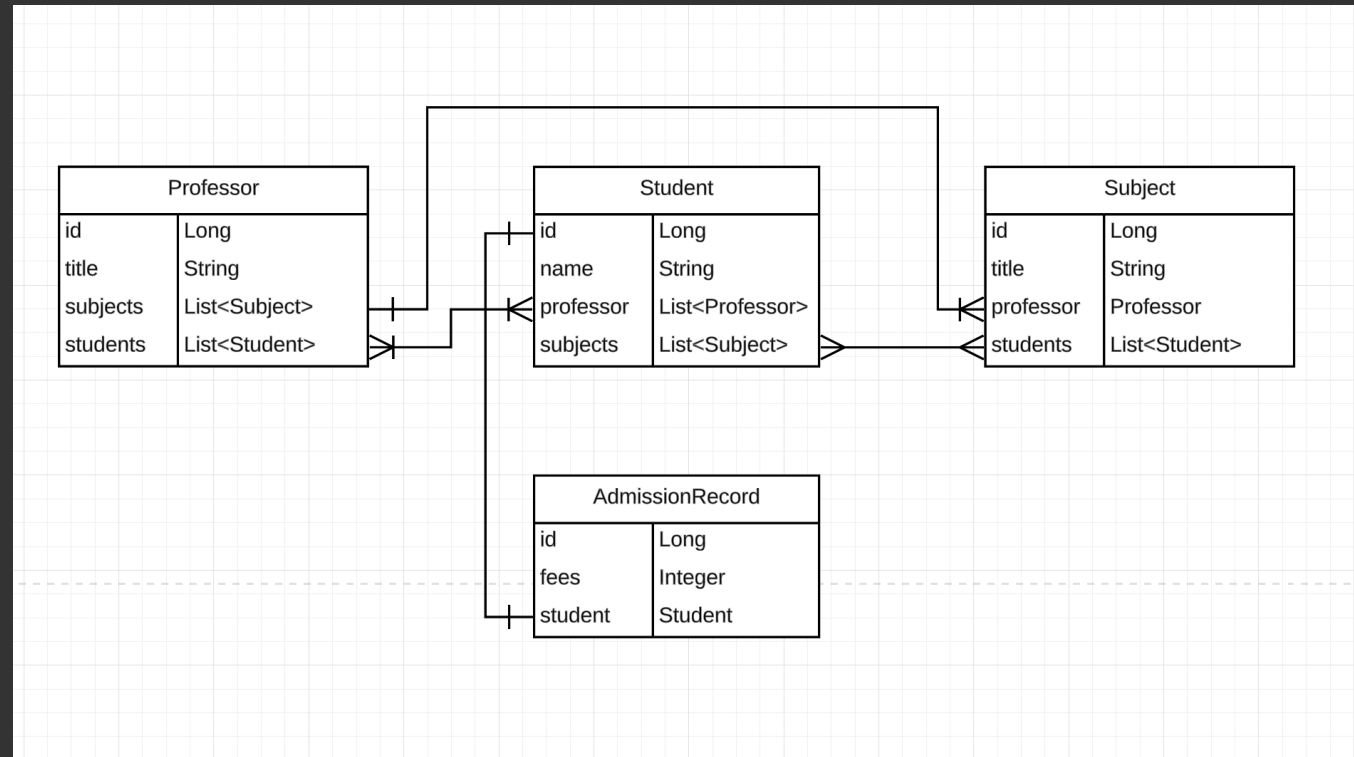 Professor
id Long
title String
subjects List<Subject>
students List<Student>
Student
id Long
name String
professor List<Professor>
subjects List<Subject>
Subject
id Long
title String
professor Professor
students List<Student>
AdmissionRecord
id Long
fees Integer
student Student